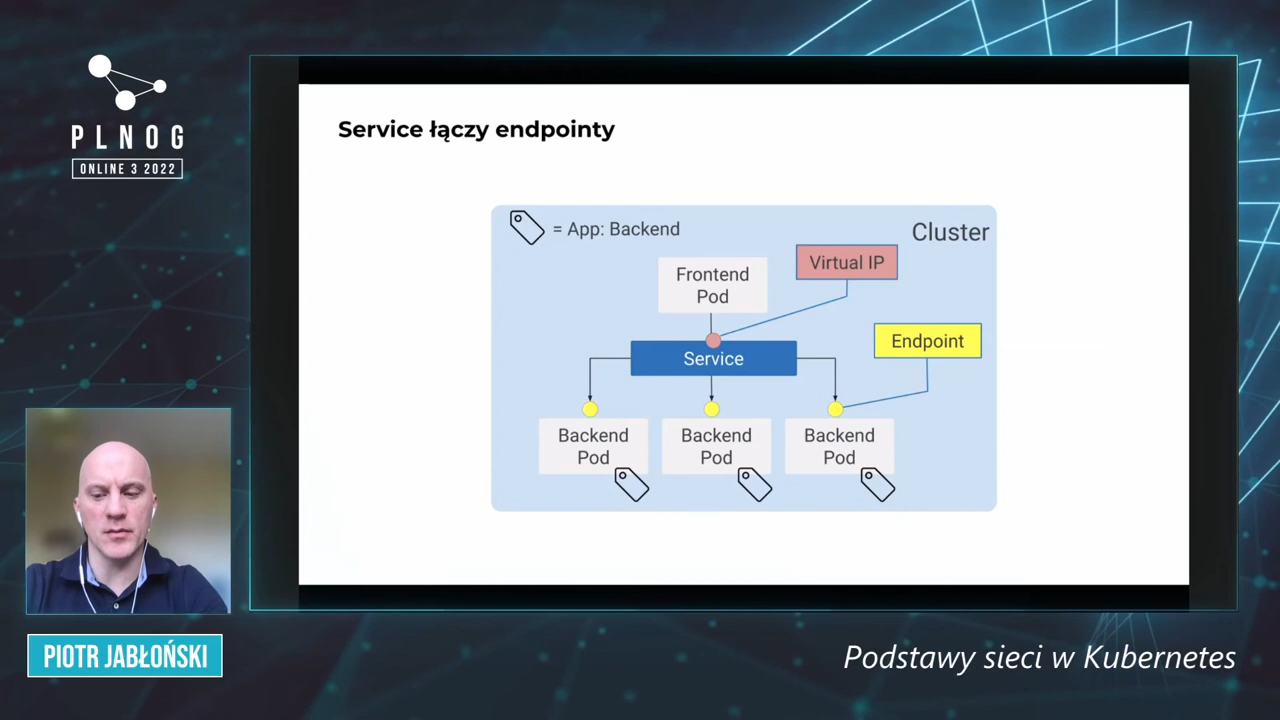 PLNOG
ONLINE 3 2022
Service łączy endpointy
= App: Backend
Cluster
Virtual IP
Frontend
Pod
Endpoint
Service
Backend
Pod
Backend
Pod
Backend
Pod
PIOTR JABŁOŃSKI
Podstawy sieci w Kubernetes